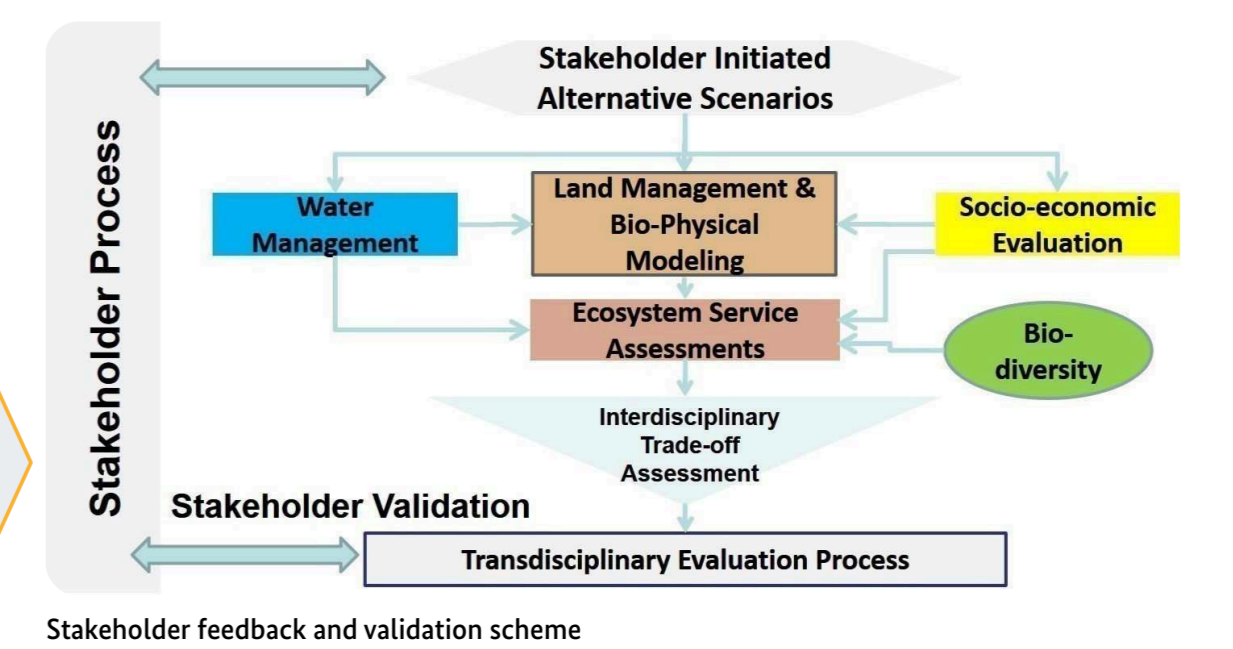 Stakeholder Process
Stakeholder Initiated
Alternative Scenarios
Water
Management
Land Management &
Bio-Physical
Modeling
Socio-economic
Evaluation
Ecosystem Service
Assessments
Bio-
diversity
Interdisciplinary
Trade-off
Assessment
Stakeholder Validation
Transdisciplinary Evaluation Process
Stakeholder feedback and validation scheme